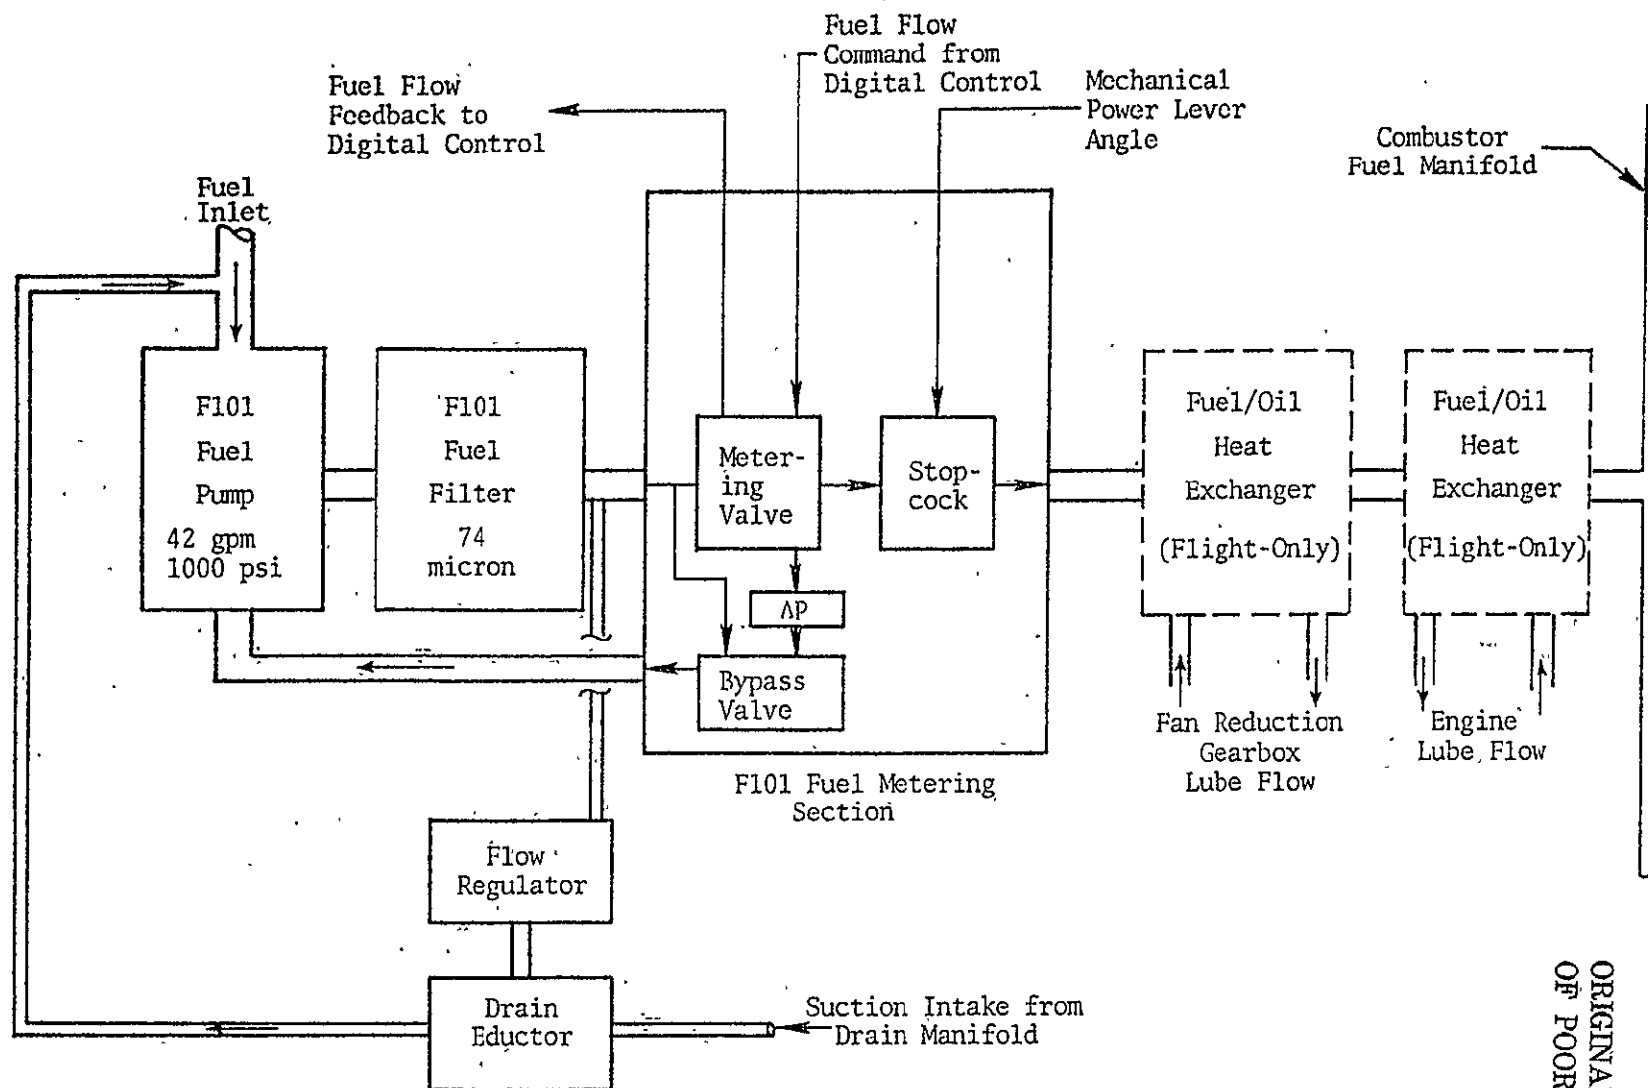 Fuel Flow
Command from
Digital Control
Fuel Flow
Feedback to
Digital Control
Mechanical
Power Lever
Angle
Combustor
Fuel Manifold
Fuel
Inlet
F101
Fuel
Pump
42 gpm
1000 psi
F101
Fuel
Filter
74
micron
Meter-
ing
Valve
Stop-
cock
ΔP
Bypass
Valve
F101 Fuel Metering
Section
Fuel/Oil
Heat
Exchanger
(Flight-Only)
Fuel/Oil
Heat
Exchanger
(Flight-Only)
Fan Reduction
Gearbox
Lube Flow
Engine
Lube Flow
Flow
Regulator
Drain
Eductor
Suction Intake from
Drain Manifold
OF POOR